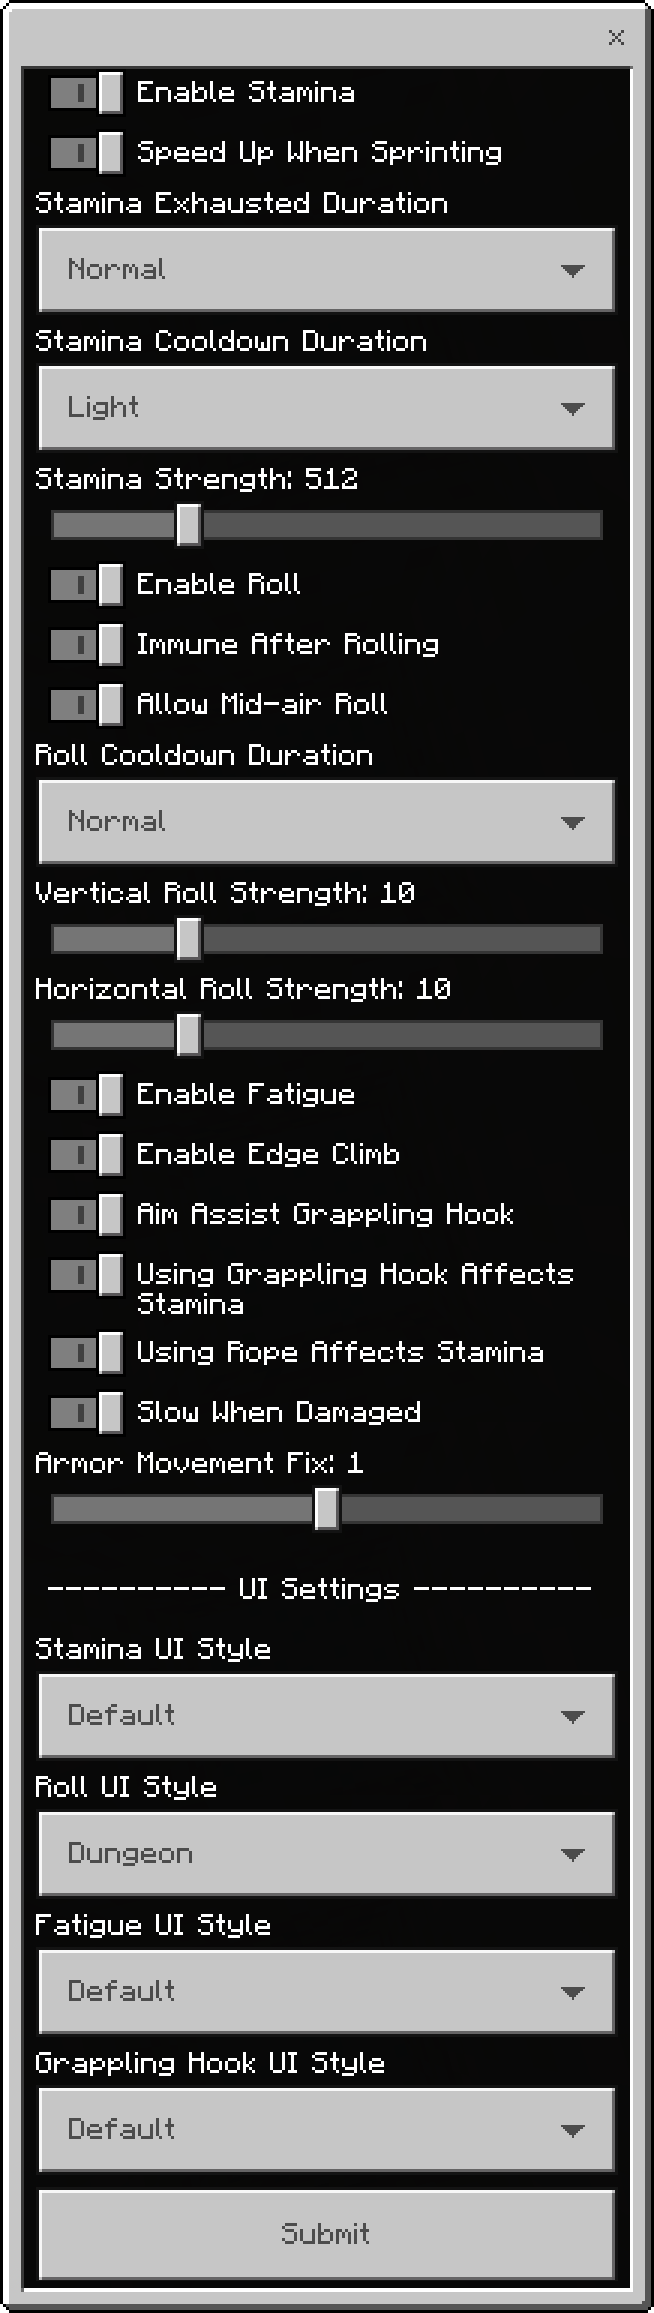 Enable Stamina
Speed Up When Sprinting
Stamina Exhausted Duration
Normal
Stamina Cooldown Duration
Light
Stamina Strength: 512
Enable Roll
Immune After Rolling
Allow Mid-air Roll
Roll Cooldown Duration
Normal
Vertical Roll Strength: 10
Horizontal Roll Strength: 10
Enable Fatigue
Enable Edge Climb
Aim Assist Grappling Hook
Using Grappling Hook Affects
Stamina
Using Rope Affects Stamina
Slow When Damaged
Armor Movement Fix: 1
---------- UI Settings ----------
Stamina UI Style
Default
Roll UI Style
Dungeon
Fatigue UI Style
Default
Grappling Hook UI Style
Default
Submit